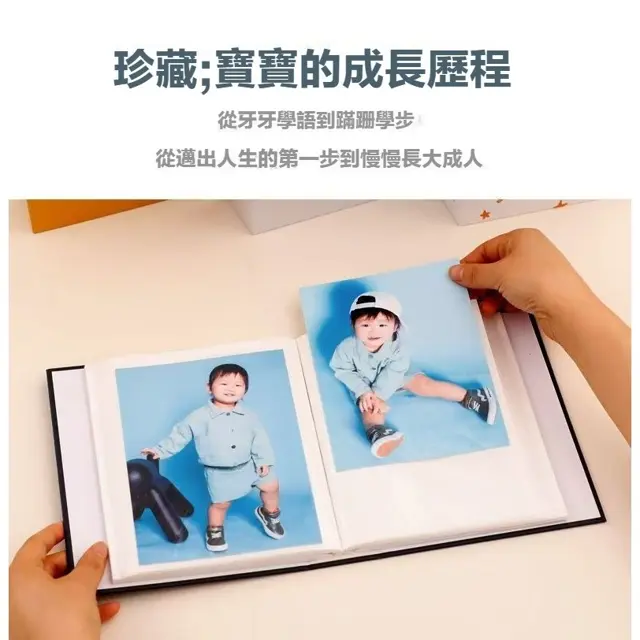 珍藏;寶寶的成長歷程
從牙牙學語到蹣跚學步
從邁出人生的第一步到慢慢長大成人